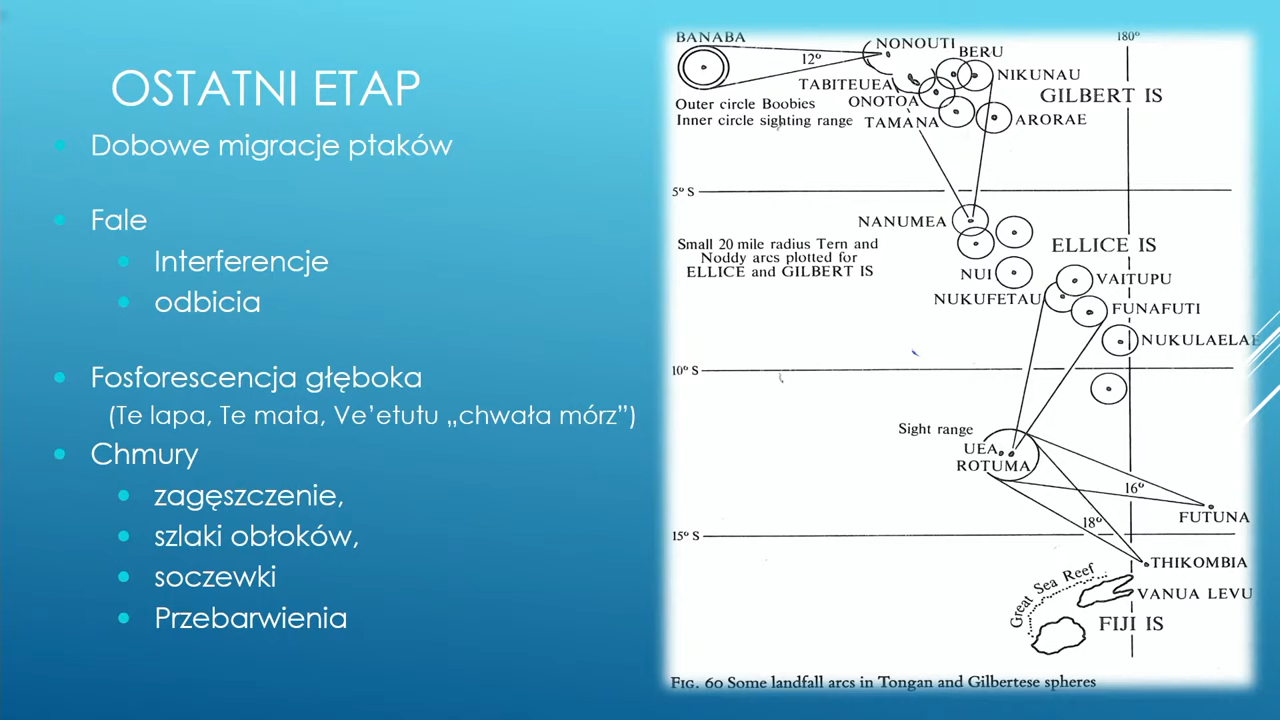 OSTATNI ETAP
Dobowe migracje ptaków
Fale
Interferencje
odbicia
Fosforescencja głęboka
(Te lapa, Te mata, Ve’etutu „chwała mórz”)
Chmury
zagęszczenie,
szlaki obłoków,
soczewki
Przebarwienia
BANABA
12°
NONOUTI
BERU
180°
TABITEUEA
NIKUNAU
GILBERT IS
Outer circle Boobies
ONOTOA
Inner circle sighting range
TAMANA
ARORAE
5° S
NANUMEA
Small 20 mile radius Tern and
Noddy arcs plotted for
ELLICE and GILBERT IS
ELLICE IS
NUI
VAITUPU
NUKUFETAU
FUNAFUTI
NUKULAELAE
10° S
Sight range
UEA
ROTUMA
16°
FUTUNA
18°
15° S
THIKOMBIA
Great Sea Reef
VANUA LEVU
FIJI IS
FIG. 60 Some landfall arcs in Tongan and Gilbertese spheres